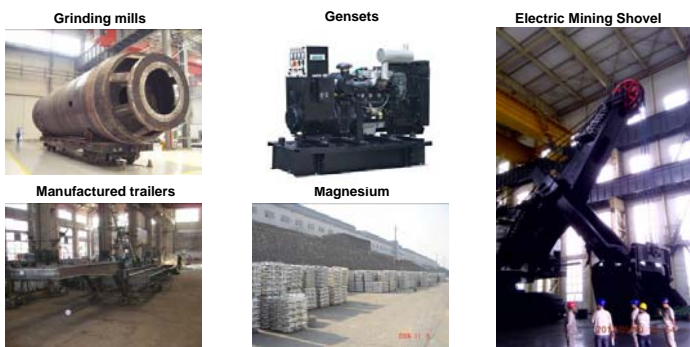 Grinding mills
Gensets
Electric Mining Shovel
Manufactured trailers
Magnesium